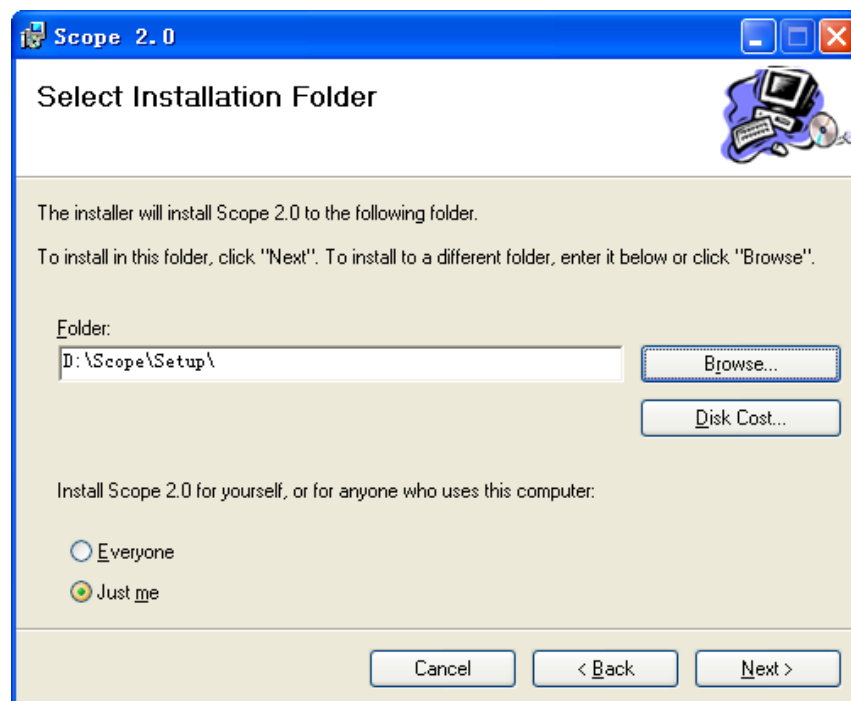 Scope 2.0
Select Installation Folder
The installer will install Scope 2.0 to the following folder.
To install in this folder, click "Next". To install to a different folder, enter it below or click "Browse".
Folder:
D:\Scope\Setup\
Browse...
Disk Cost...
Install Scope 2.0 for yourself, or for anyone who uses this computer:
Everyone
Just me
Cancel
< Back
Next >